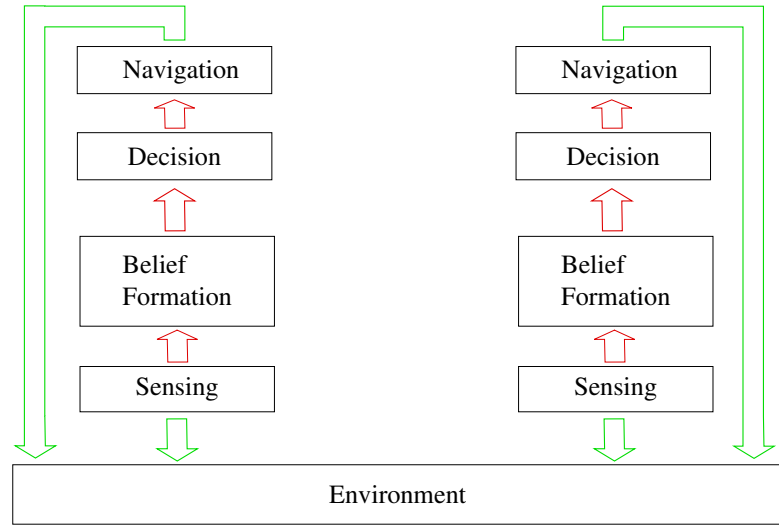 Navigation
Decision
Belief
Formation
Sensing
Navigation
Decision
Belief
Formation
Sensing
Environment